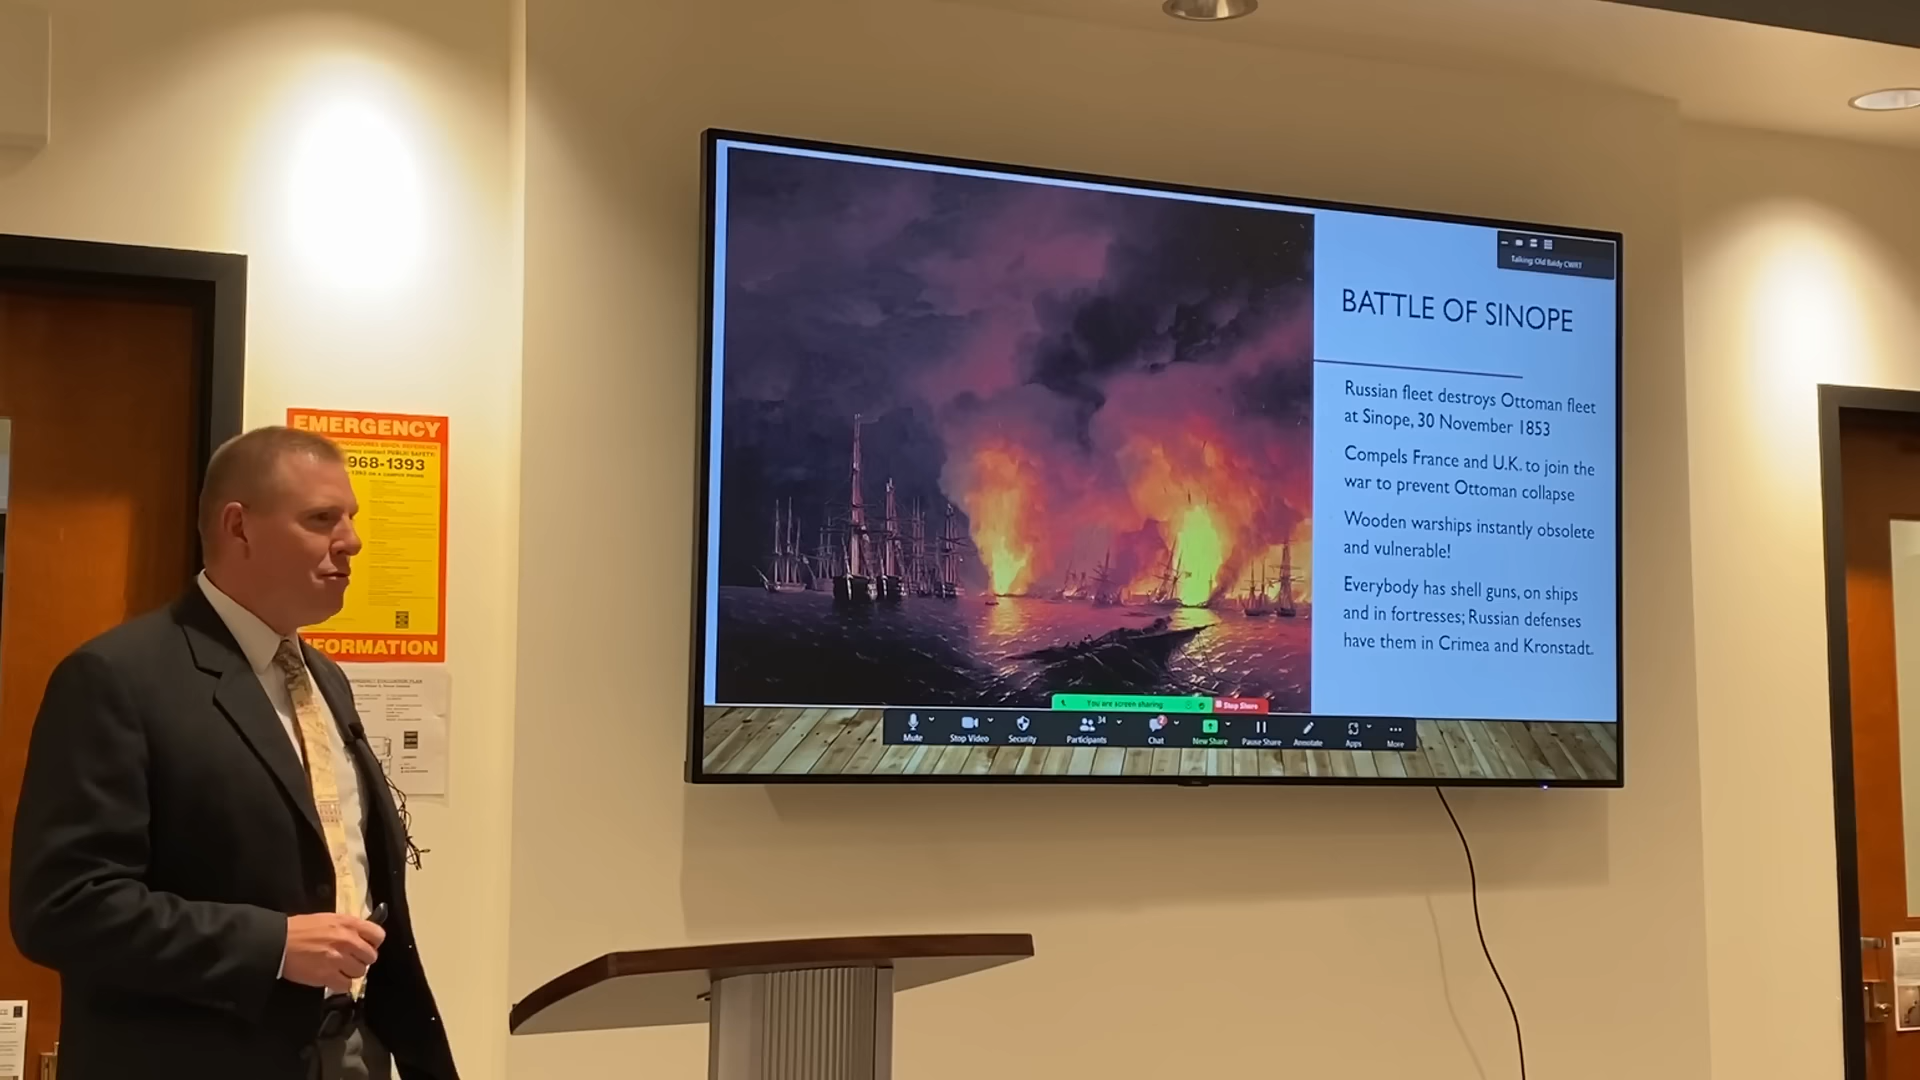 EMERGENCY
968-1393
INFORMATION
Talking: Old Baldy CWRT
BATTLE OF SINOPE
Russian fleet destroys Ottoman fleet
at Sinope, 30 November 1853
Compels France and U.K. to join the
war to prevent Ottoman collapse
Wooden warships instantly obsolete
and vulnerable!
Everybody has shell guns, on ships
and in fortresses; Russian defenses
have them in Crimea and Kronstadt.
You are screen sharing
Stop Share
Mute
Stop Video
Security
Participants
34
Chat
2
New Share
Pause Share
Annotate
Apps
More